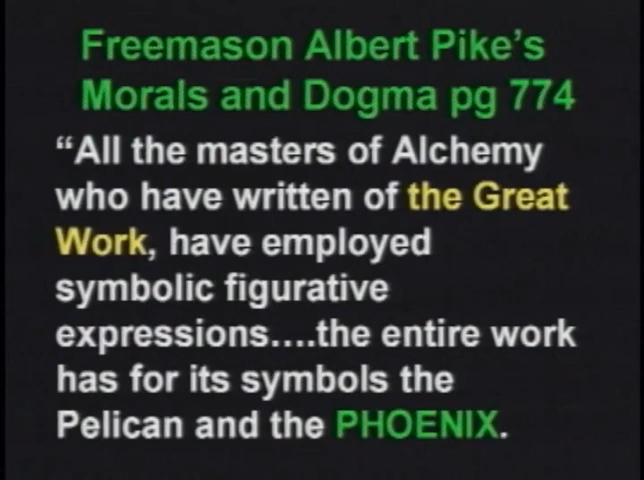 Freemason Albert Pike's
Morals and Dogma pg 774
“All the masters of Alchemy
who have written of the Great
Work, have employed
symbolic figurative
expressions....the entire work
has for its symbols the
Pelican and the PHOENIX.